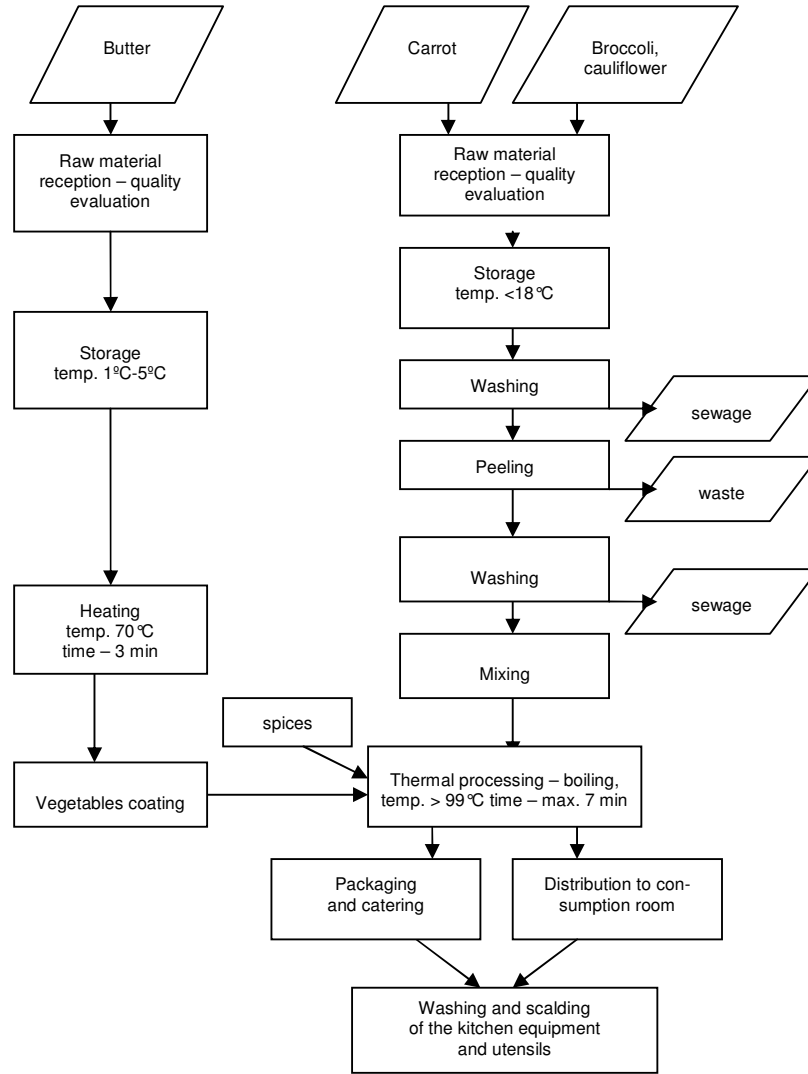 Butter
Carrot
Broccoli,
cauliflower
Raw material
reception – quality
evaluation
Raw material
reception – quality
evaluation
Storage
temp. <18°C
Storage
temp. 1ºC-5ºC
Washing
sewage
Peeling
waste
Washing
sewage
Heating
temp. 70°C
time – 3 min
Mixing
spices
Vegetables coating
Thermal processing – boiling,
temp. > 99°C time – max. 7 min
Packaging
and catering
Distribution to con-
sumption room
Washing and scalding
of the kitchen equipment
and utensils